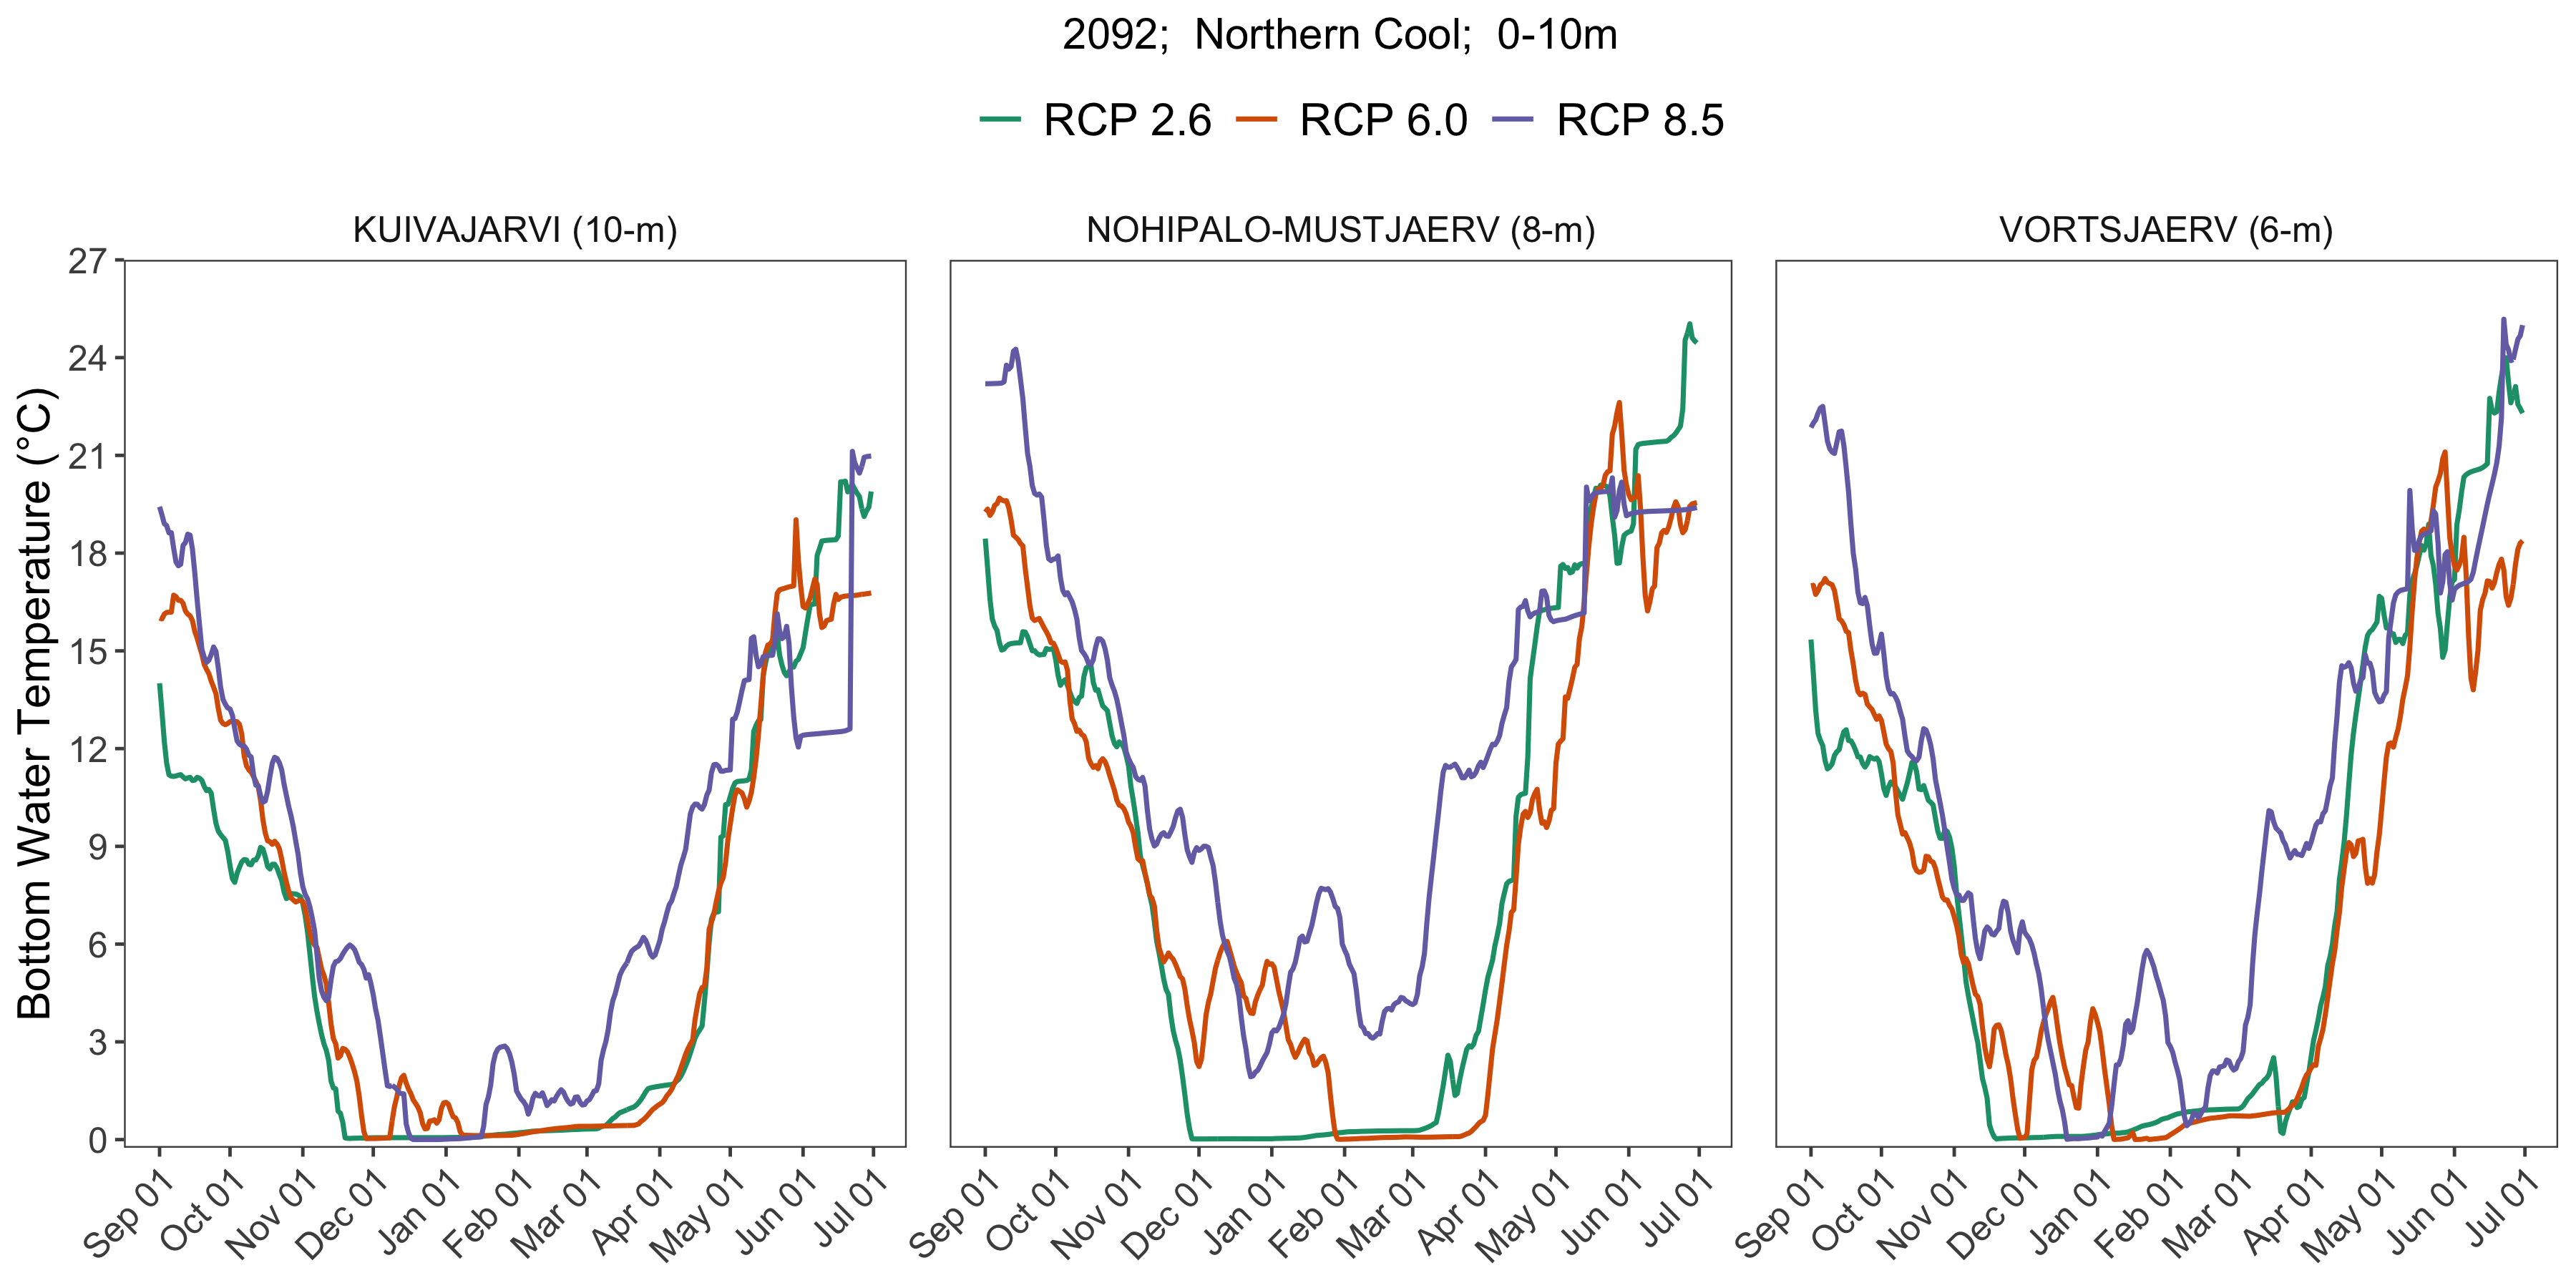 2092;  Northern Cool;  0-10m
RCP 2.6 RCP 6.0 RCP 8.5
KUIVAJARVI (10-m) NOHIPALO-MUSTJAERV (8-m) VORTSJAERV (6-m)
Bottom Water Temperature (°C)
27
24
21
18
15
12
9
6
3
0
Sep 01 Oct 01 Nov 01 Dec 01 Jan 01 Feb 01 Mar 01 Apr 01 May 01 Jun 01 Jul 01
Sep 01 Oct 01 Nov 01 Dec 01 Jan 01 Feb 01 Mar 01 Apr 01 May 01 Jun 01 Jul 01
Sep 01 Oct 01 Nov 01 Dec 01 Jan 01 Feb 01 Mar 01 Apr 01 May 01 Jun 01 Jul 01